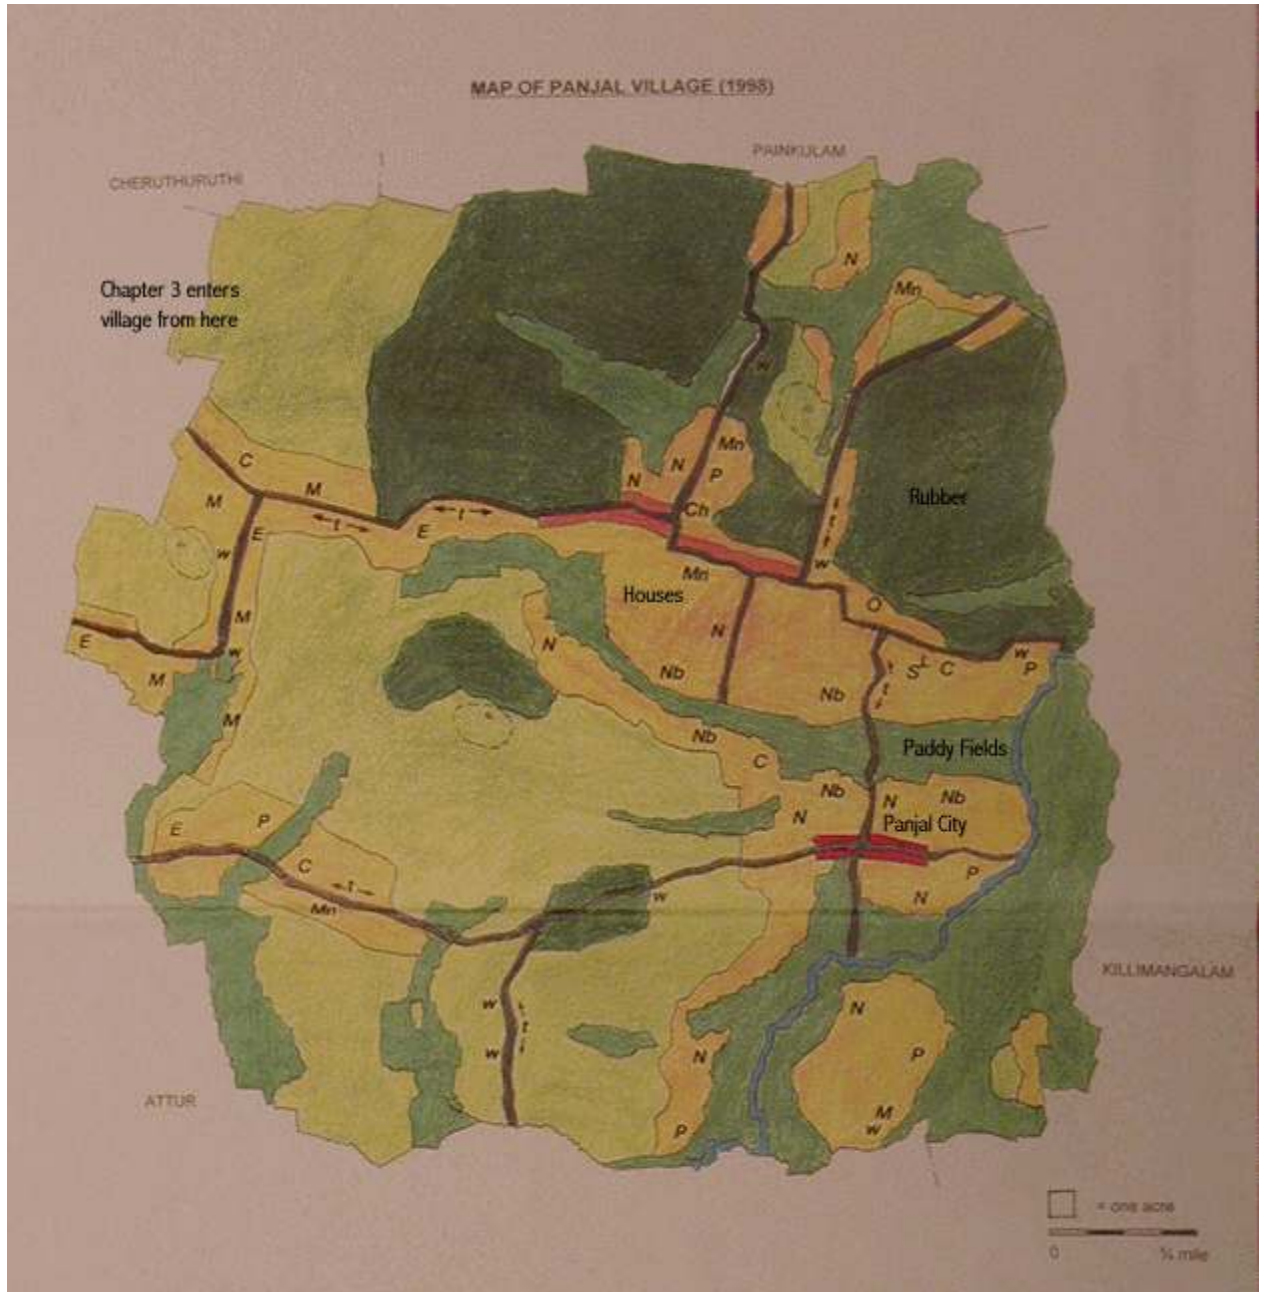 MAP OF PANJAL VILLAGE (1998)
PAINKULAM
CHERUTHURUTHI
Chapter 3 enters
village from here
N
Mn
w
Mn
N
N
P
C
M
M
Rubber
Ch
t
t
t
E
E
w
w
Mn
Houses
O
M
N
N
w
E
w
S L C
P
M
Nb
t
Nb
M
Nb
Paddy Fields
C
Nb
N
Nb
N
Panjal City
E
P
C
P
t
w
N
Mn
KILLIMANGALAM
w
t
N
w
N
P
ATTUR
M
P
w
= one acre
0
¼ mile